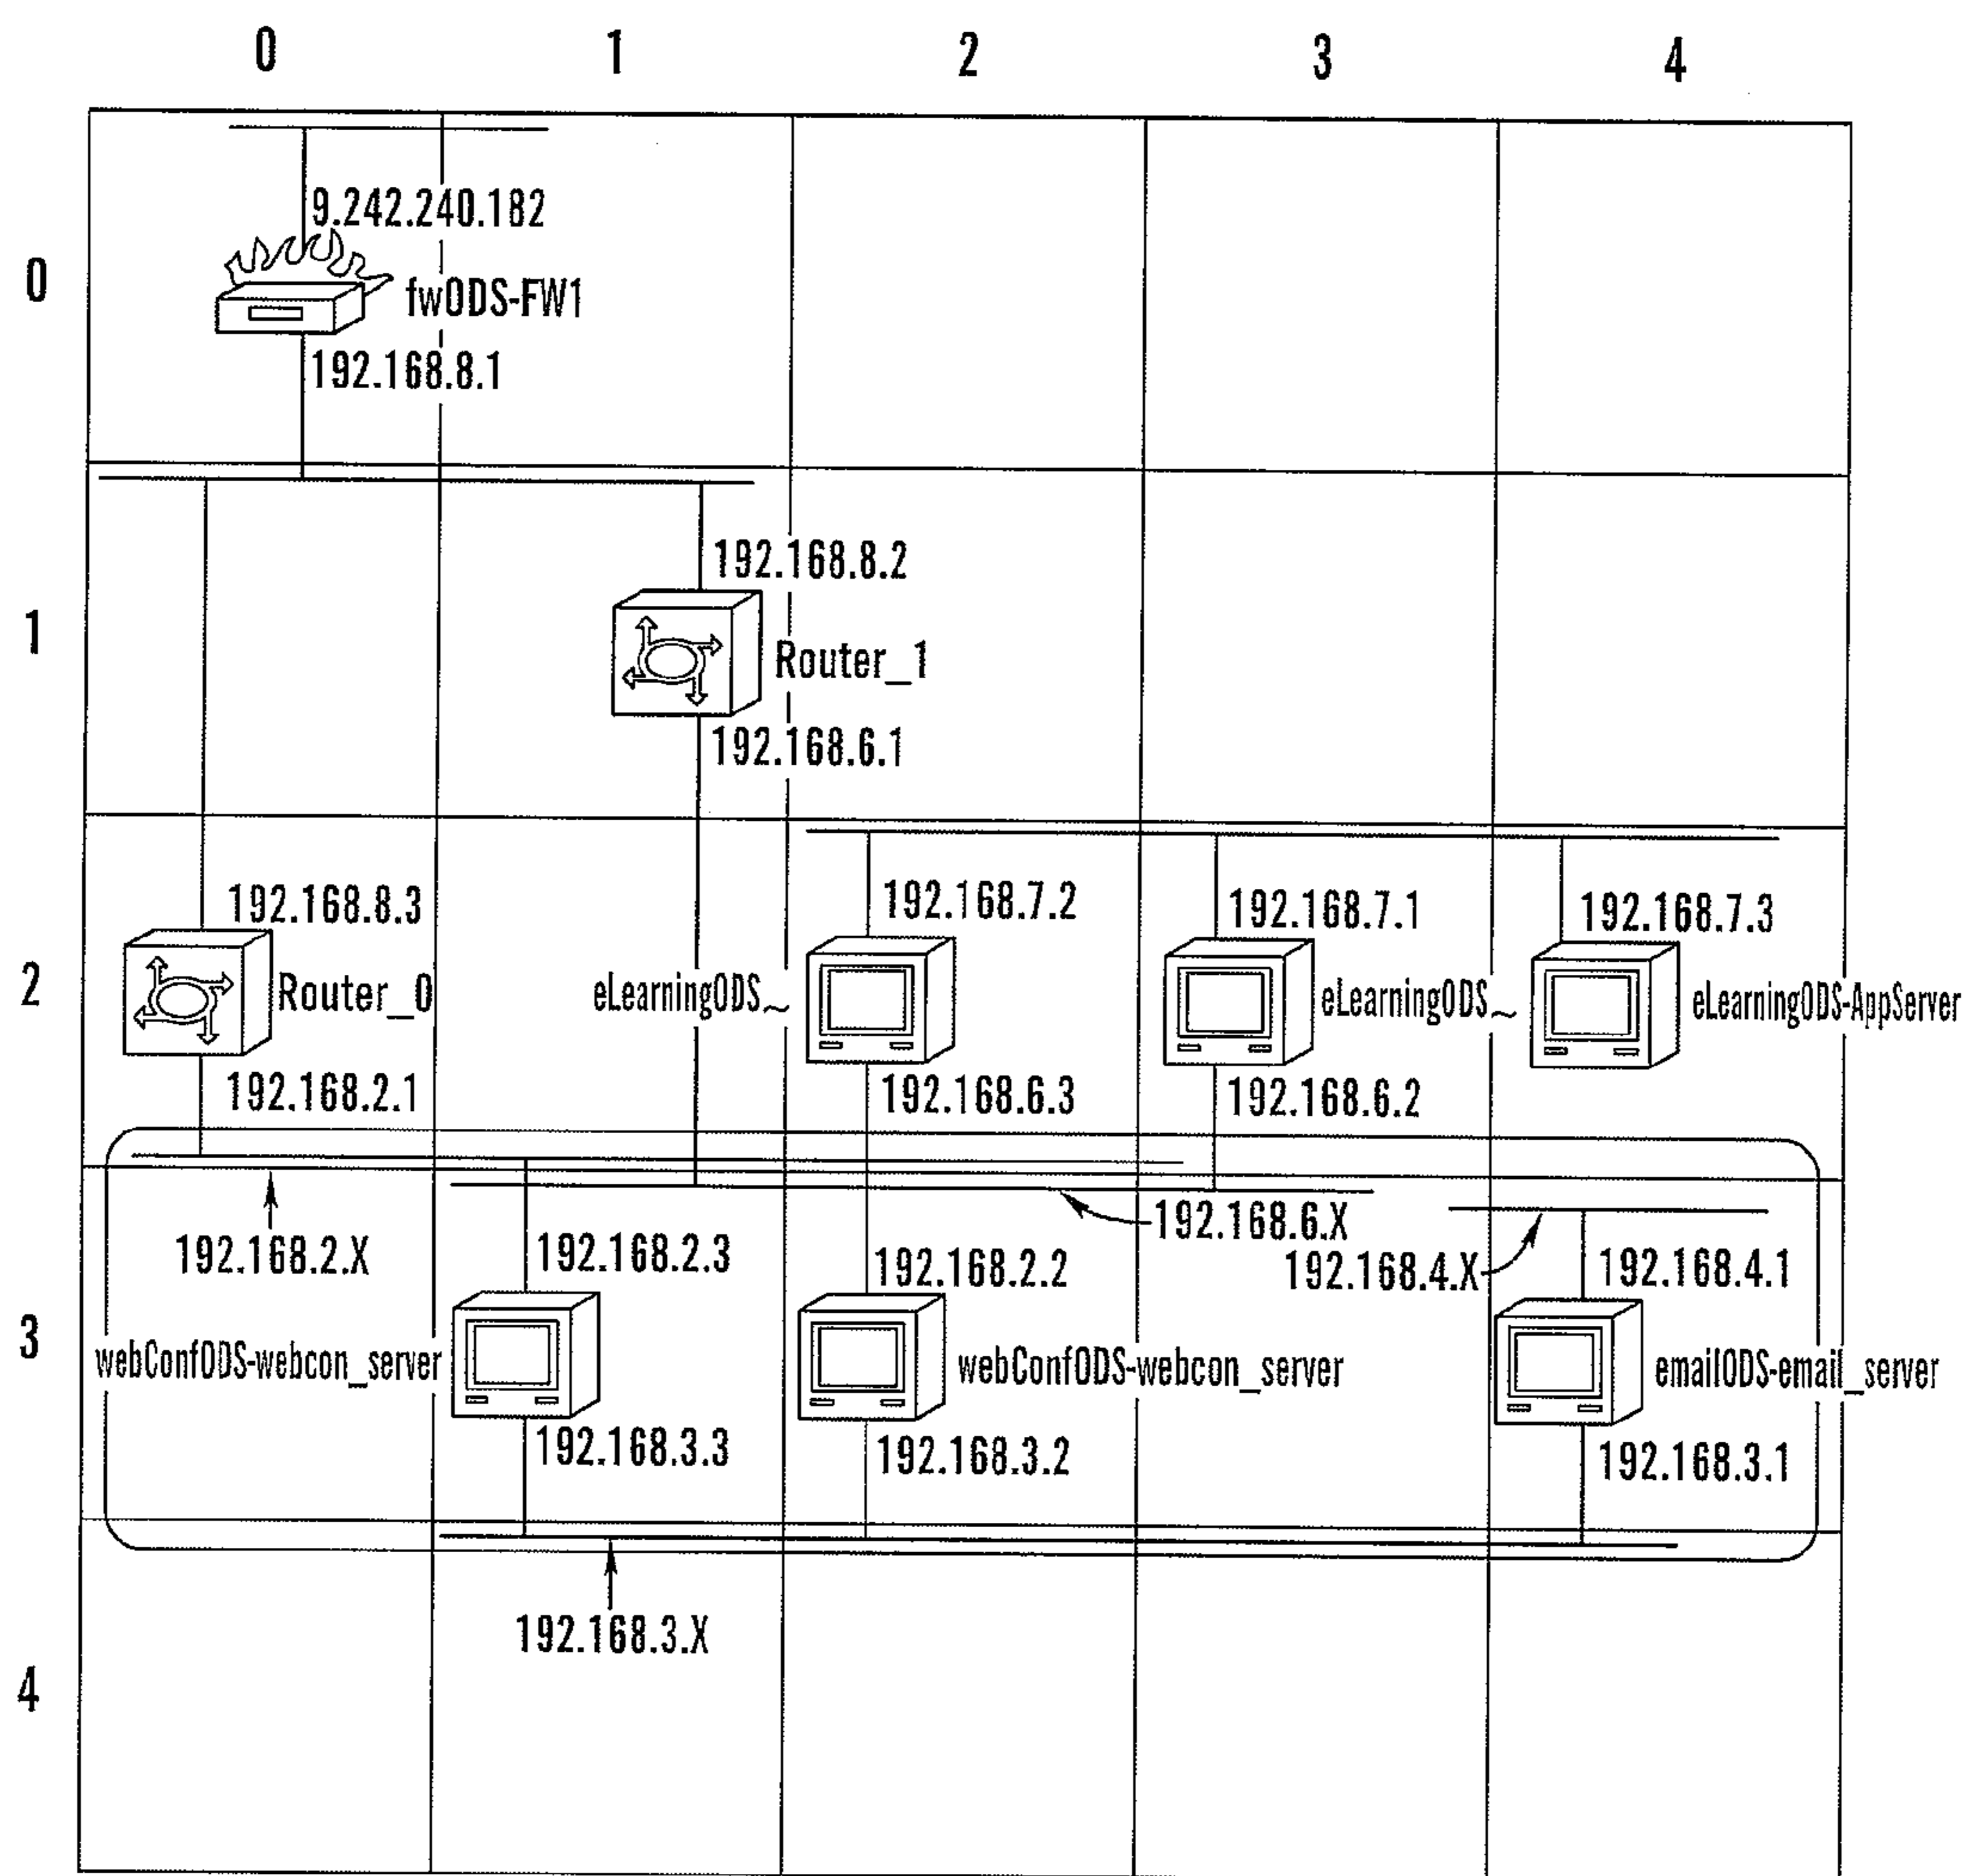 0 1 2 3 4
0
9.242.240.182
fwODS-FW1
192.168.8.1
1
192.168.8.2
Router_1
192.168.6.1
2
192.168.8.3
Router_0
192.168.2.1
192.168.7.2
eLearningODS~
192.168.6.3
192.168.7.1
eLearningODS~
192.168.6.2
192.168.7.3
eLearningODS-AppServer
3
192.168.2.X
192.168.6.X
192.168.4.X
192.168.2.3
webConfODS-webcon_server
192.168.3.3
192.168.2.2
webConfODS-webcon_server
192.168.3.2
192.168.4.1
emailODS-email_server
192.168.3.1
192.168.3.X
4